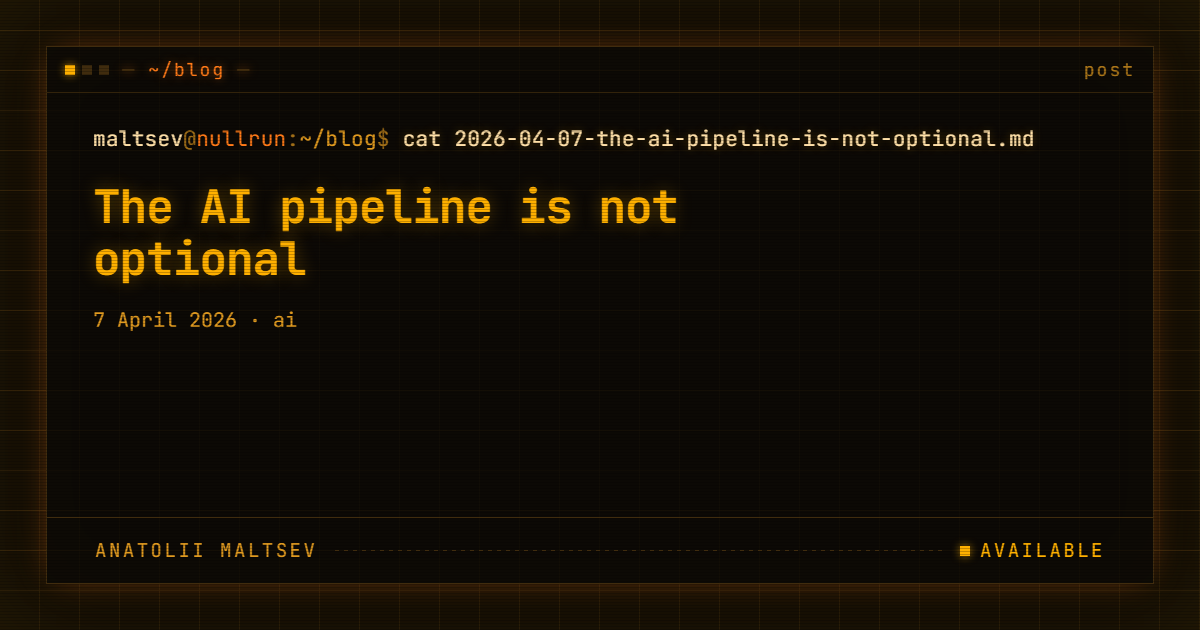 — ~/blog —
post
maltsev@nullrun:~/blog$ cat 2026-04-07-the-ai-pipeline-is-not-optional.md
The AI pipeline is not
optional
7 April 2026 · ai
ANATOLII MALTSEV
AVAILABLE